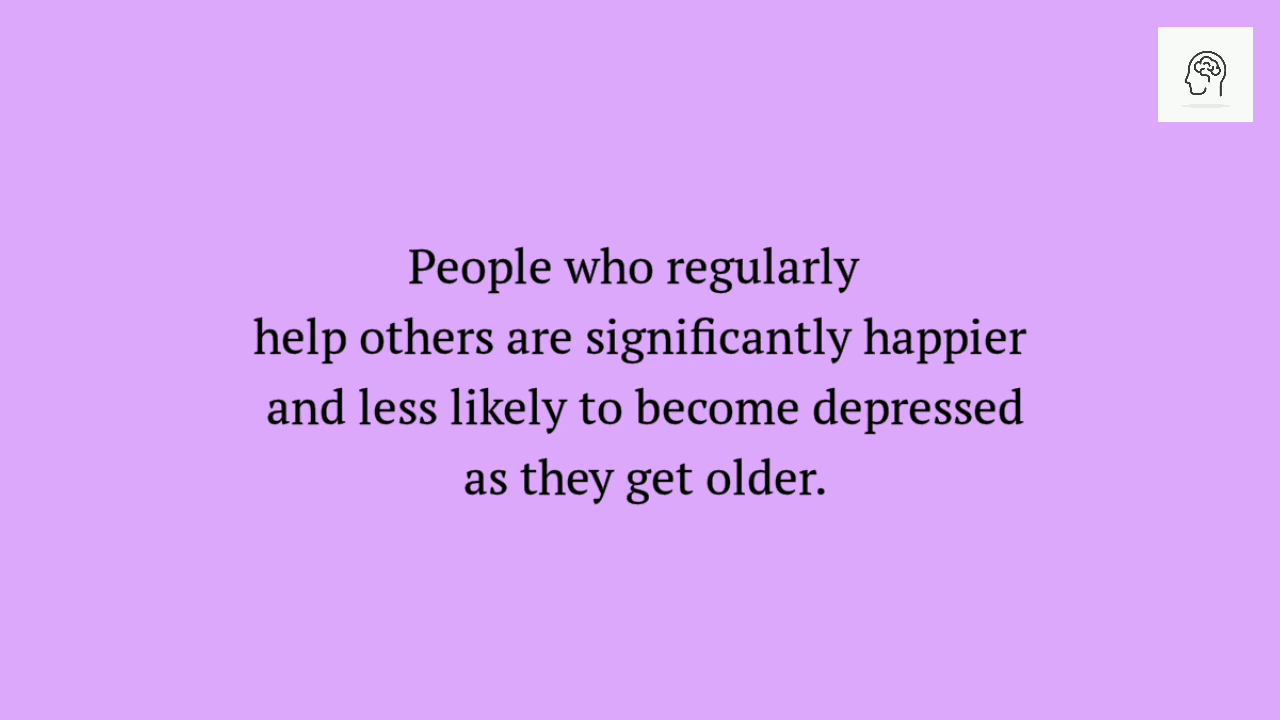 People who regularly
help others are significantly happier
and less likely to become depressed
as they get older.